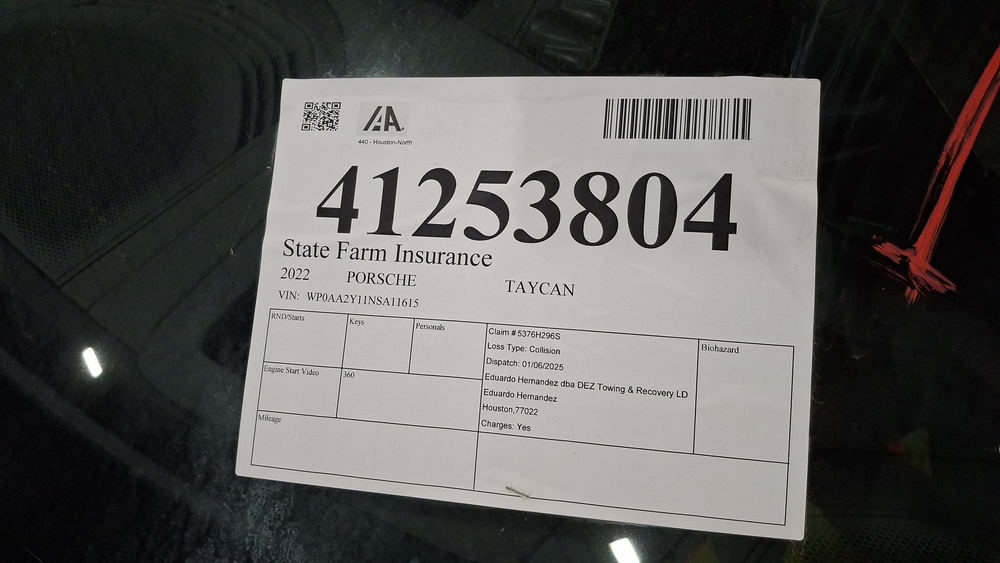 IAA
440 - Houston-North
41253804
State Farm Insurance
2022 PORSCHE TAYCAN
VIN: WP0AA2Y11NSA11615
RND/Starts
Keys
Personals
Claim # 5376H296S
Loss Type: Collision
Dispatch: 01/06/2025
Eduardo Hernandez dba DEZ Towing & Recovery LD
Eduardo Hernandez
Houston,77022
Charges: Yes
Biohazard
Engine Start Video
360
Mileage